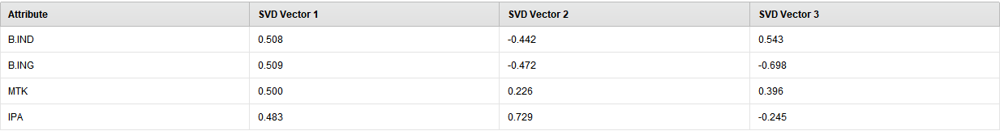 Attribute SVD Vector 1 SVD Vector 2 SVD Vector 3
B.IND 0.508 -0.442 0.543
B.ING 0.509 -0.472 -0.698
MTK 0.500 0.226 0.396
IPA 0.483 0.729 -0.245